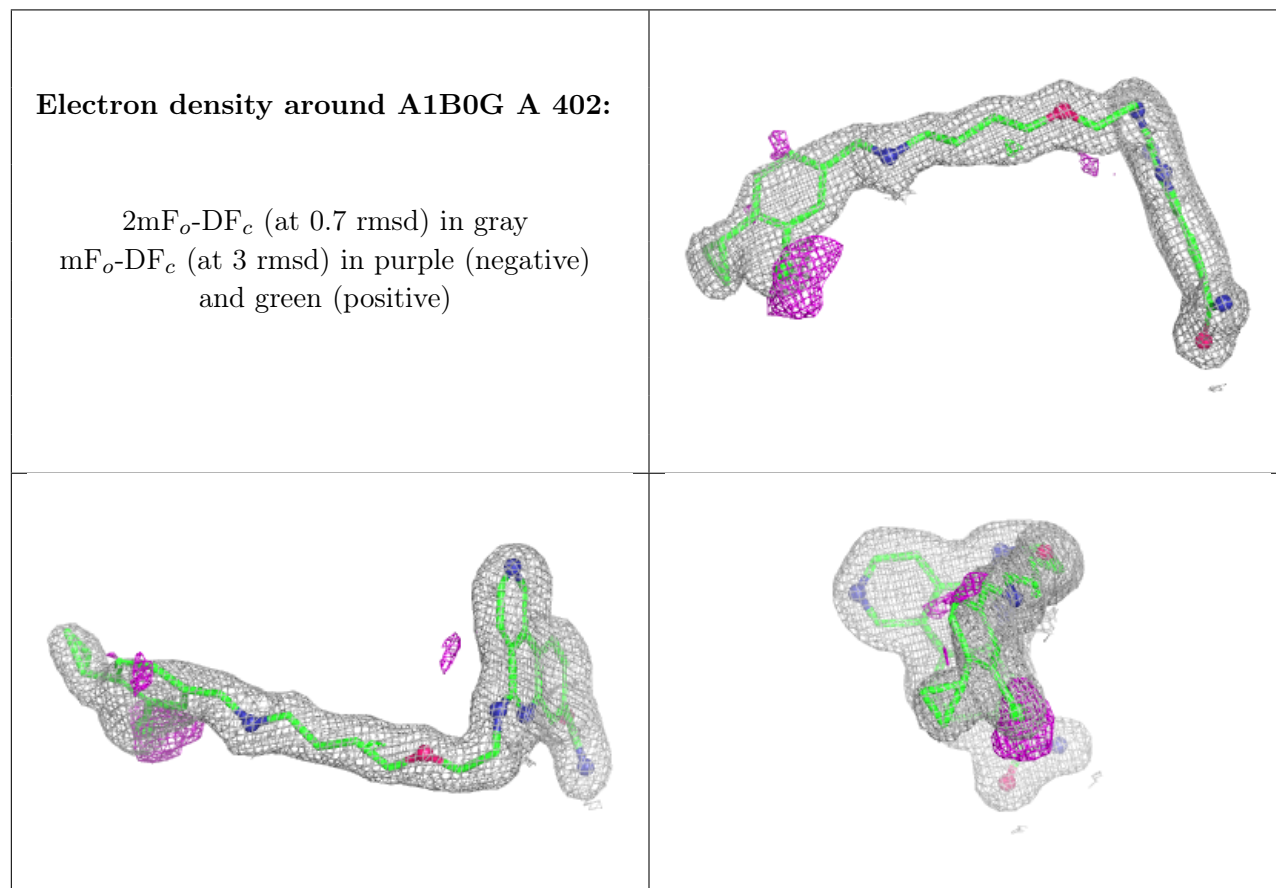 Electron density around A1B0G A 402:
2mFo-DFc (at 0.7 rmsd) in gray
mFo-DFc (at 3 rmsd) in purple (negative)
and green (positive)